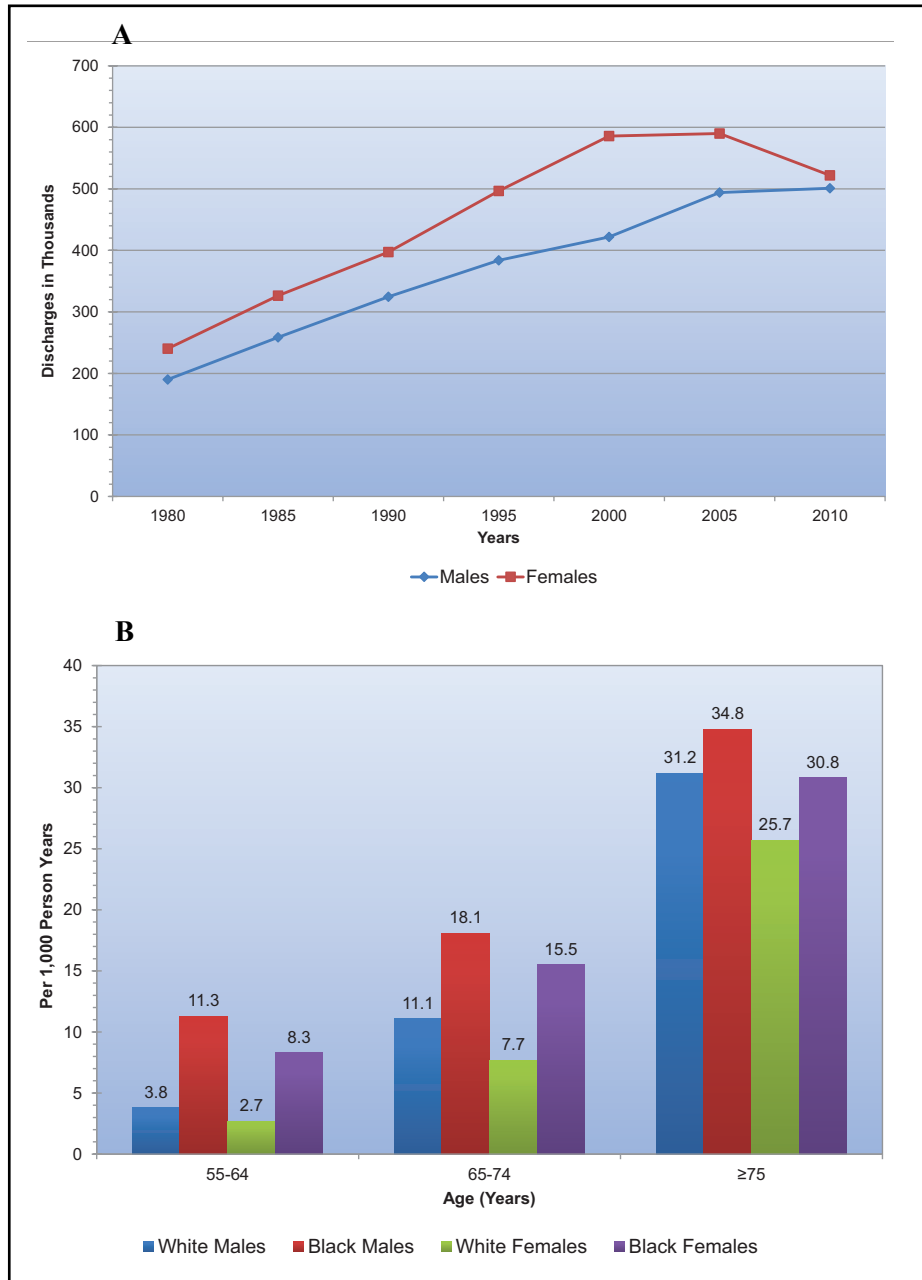 A
700
600
500
400
300
200
100
0
Discharges in Thousands
1980 1985 1990 1995 2000 2005 2010
Years
Males Females
B
40
35
30
25
20
15
10
5
0
Per 1,000 Person Years
3.8 11.3 2.7 8.3
11.1 18.1 7.7 15.5
31.2 34.8 25.7 30.8
55-64 65-74 ≥75
Age (Years)
White Males Black Males White Females Black Females